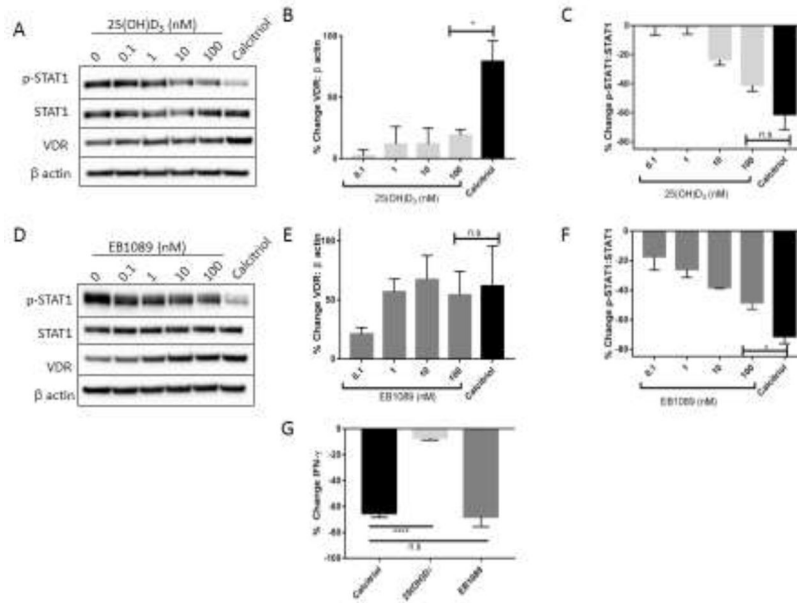 A
25(OH)D3 (nM)
0 0.1 1 10 100 Calcitriol
p-STAT1
STAT1
VDR
β actin
B
% Change VDR: β actin
100
50
0
*
0.1 1 10 100 Calcitriol
25(OH)D3 (nM)
C
% Change p-STAT1:STAT1
0
-20
-40
-60
-80
n.s
0.1 1 10 100 Calcitriol
25(OH)D3 (nM)
D
EB1089 (nM)
0 0.1 1 10 100 Calcitriol
p-STAT1
STAT1
VDR
β actin
E
% Change VDR: β actin
100
50
0
n.s
0.1 1 10 100 Calcitriol
EB1089 (nM)
F
% Change p-STAT1:STAT1
0
-20
-40
-60
-80
*
0.1 1 10 100 Calcitriol
EB1089 (nM)
G
% Change IFN-γ
0
-20
-40
-60
-80
-100
****
n.s
Calcitriol 25(OH)D3 EB1089